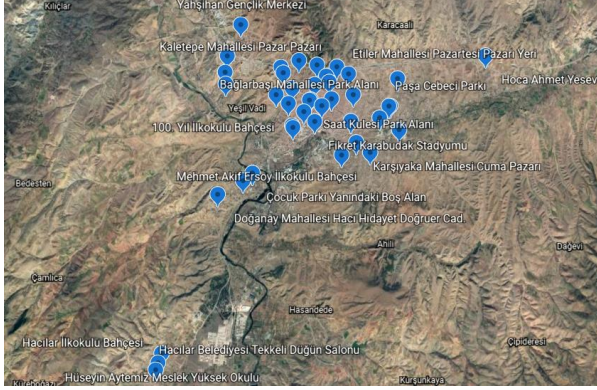 Yahşihan Gençlik Merkezi
Kılıçlar
Karacaali
Kaletepe Mahallesi Pazar Pazarı
Etiler Mahallesi Pazartesi Pazarı Yeri
Hoca Ahmet Yesev
Bağlarbaşı Mahallesi Park Alanı
Paşa Cebeci Parkı
Yeşil Vadi
100. Yıl İlkokulu Bahçesi
Saat Kulesi Park Alanı
Fikret Karabudak Stadyumu
Karşıyaka Mahallesi Cuma Pazarı
Mehmet Akif Ersoy İlkokulu Bahçesi
Bedesten
Çocuk Parkı Yanındaki Boş Alan
Doğanay Mahallesi Hacı Hidayet Doğruer Cad.
Ahılı
Dağevi
Çamlıca
Hasandede
Hacılar İlkokulu Bahçesi
Hacılar Belediyesi Tekkeli Düğün Salonu
Çipideresi
Hüseyin Aytemiz Meslek Yüksek Okulu
Küreboğazı
Kurşunkaya